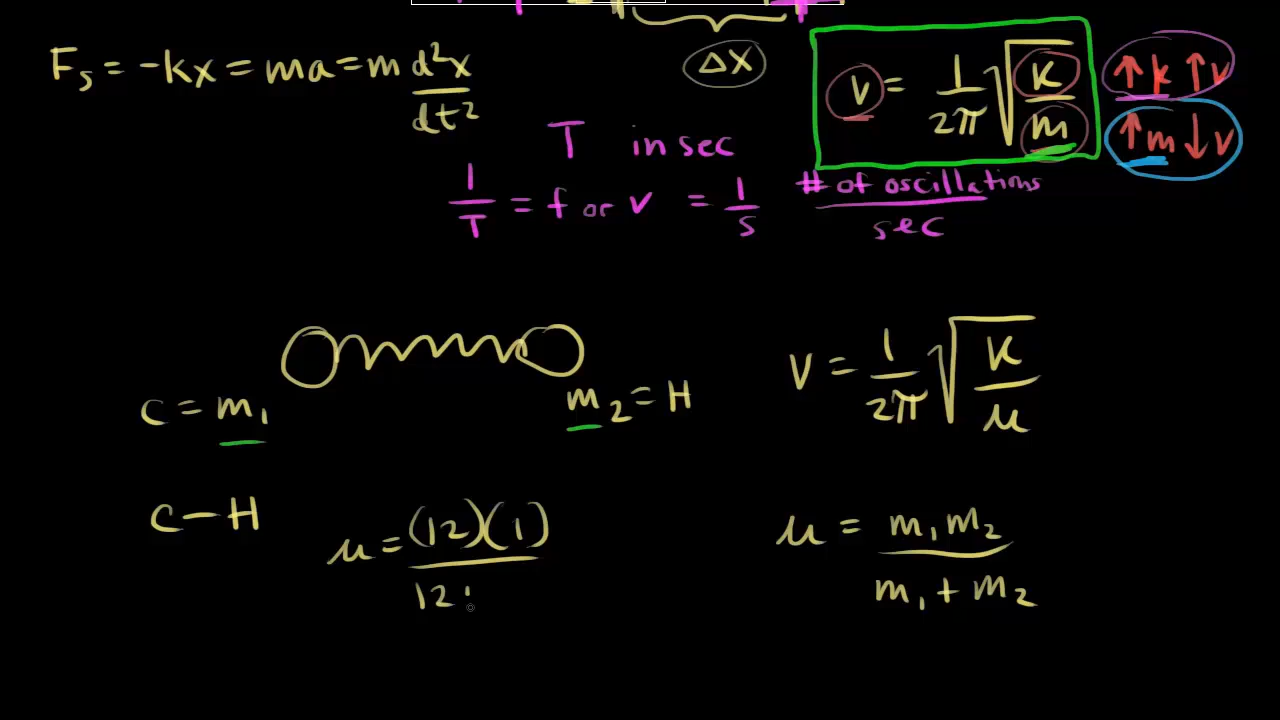 F_s = -kx = ma = m d²x/dt²
Δx
ν = 1/2π √(k/m)
↑k ↑ν
↑m ↓ν
T in sec
1/T = f or ν = 1/s
# of oscillations / sec
C = m₁
m₂ = H
ν = 1/2π √(k/μ)
C — H
μ = (12)(1) / 12
μ = m₁m₂ / m₁ + m₂